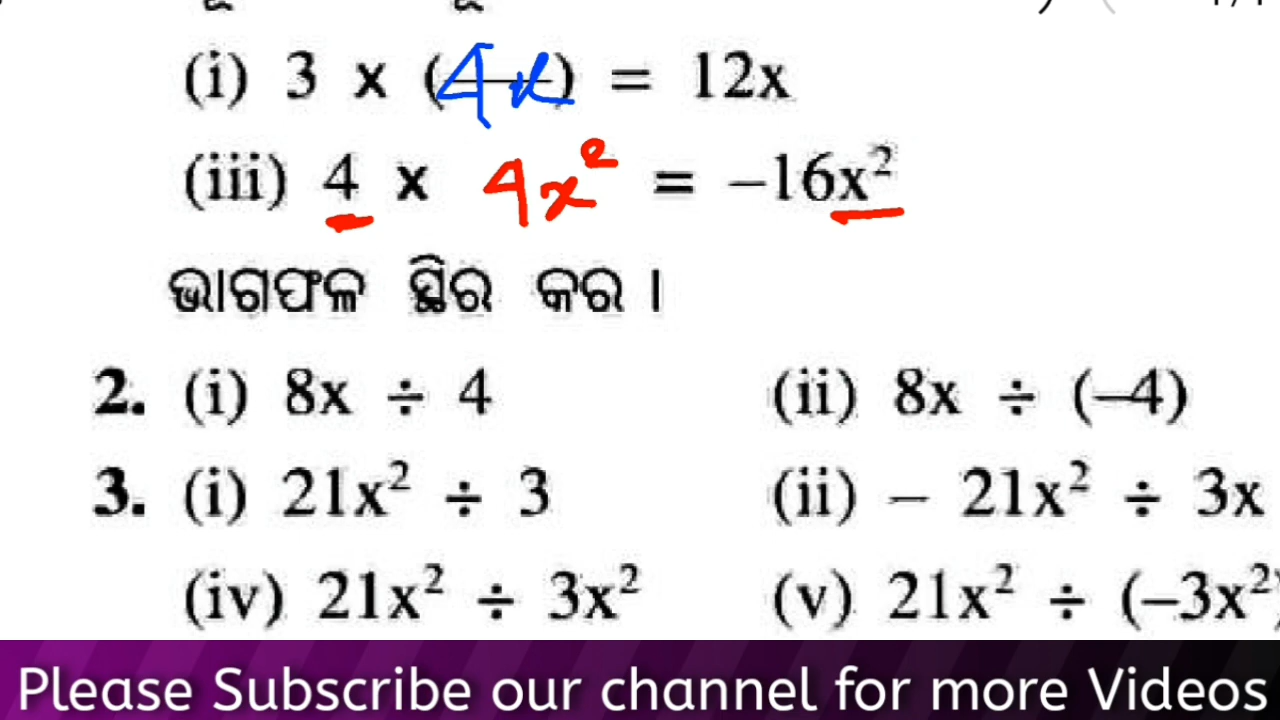 (i) 3 x (4x) = 12x
(iii) 4 x 4x² = –16x²
ଭାଗଫଳ ସ୍ଥିର କର ।
2. (i) 8x ÷ 4 (ii) 8x ÷ (–4)
3. (i) 21x² ÷ 3 (ii) – 21x² ÷ 3x
(iv) 21x² ÷ 3x² (v) 21x² ÷ (–3x²)
Please Subscribe our channel for more Videos